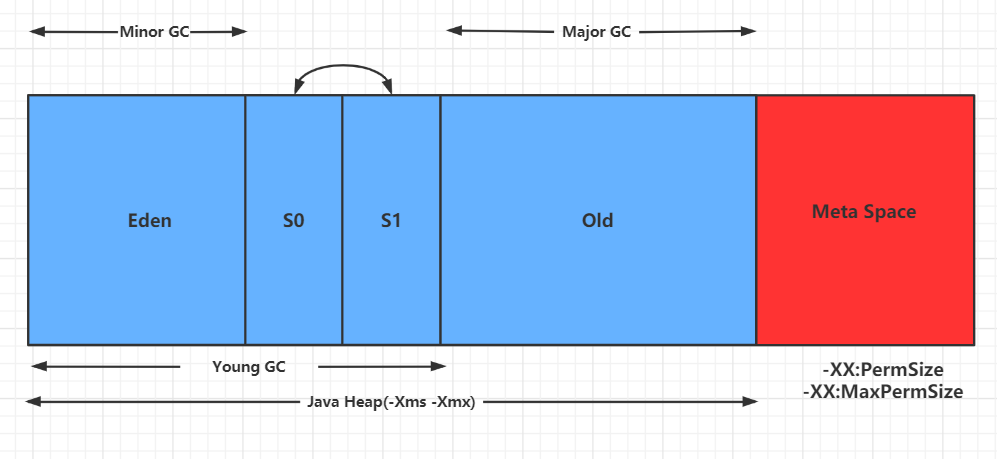 Minor GC
Major GC
Eden
S0
S1
Old
Meta Space
Young GC
-XX:PermSize
-XX:MaxPermSize
Java Heap(-Xms -Xmx)